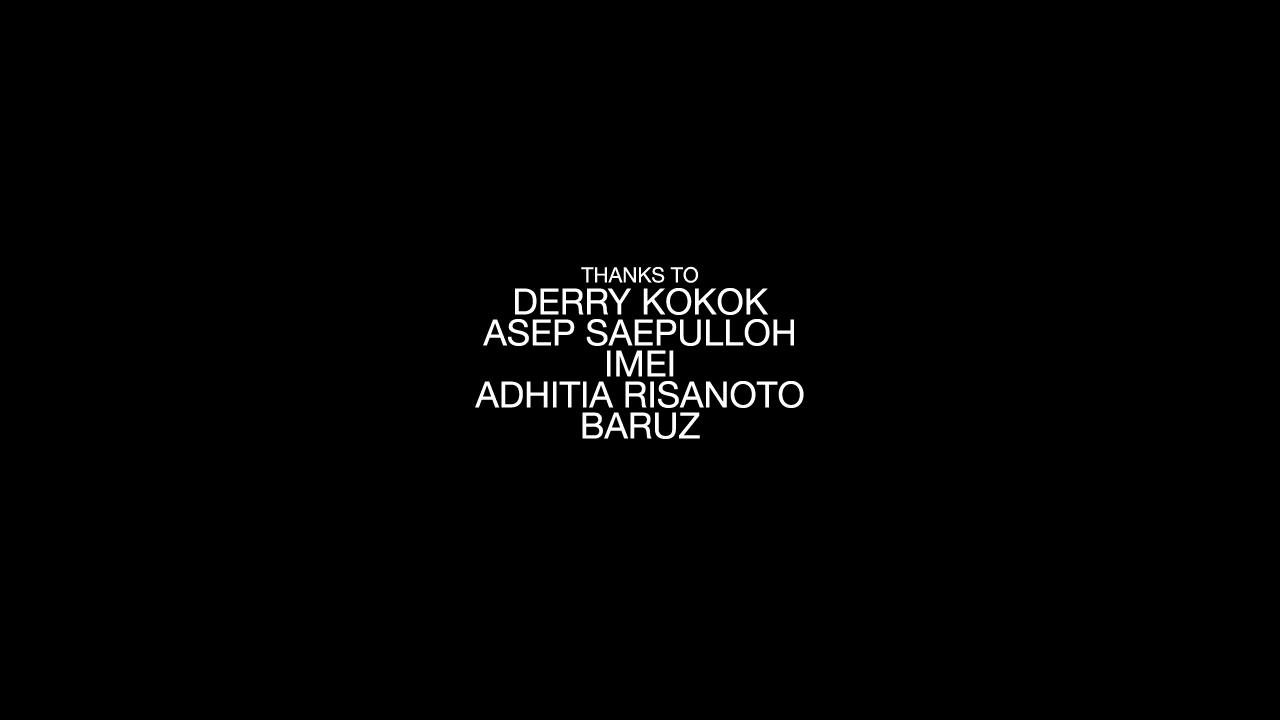 THANKS TO
DERRY KOKOK
ASEP SAEPULLOH
IMEI
ADHITIA RISANOTO
BARUZ